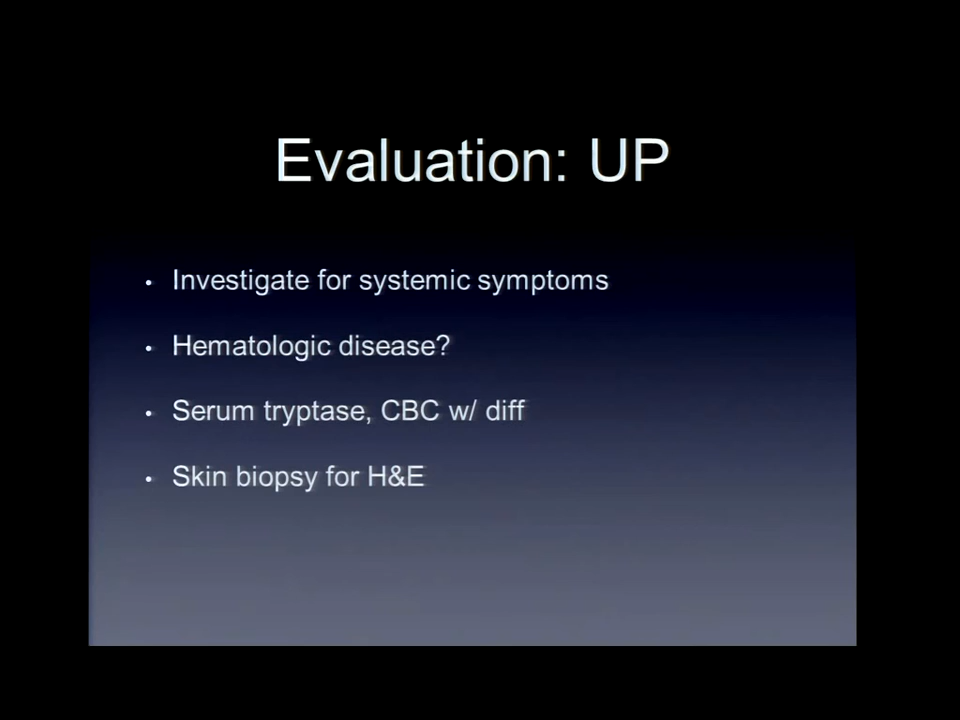 Evaluation: UP
• Investigate for systemic symptoms
• Hematologic disease?
• Serum tryptase, CBC w/ diff
• Skin biopsy for H&E